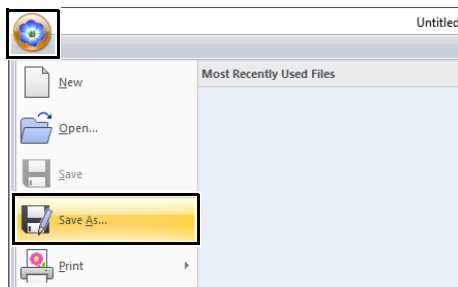 Untitled
Most Recently Used Files
New
Open...
Save
Save As...
Print